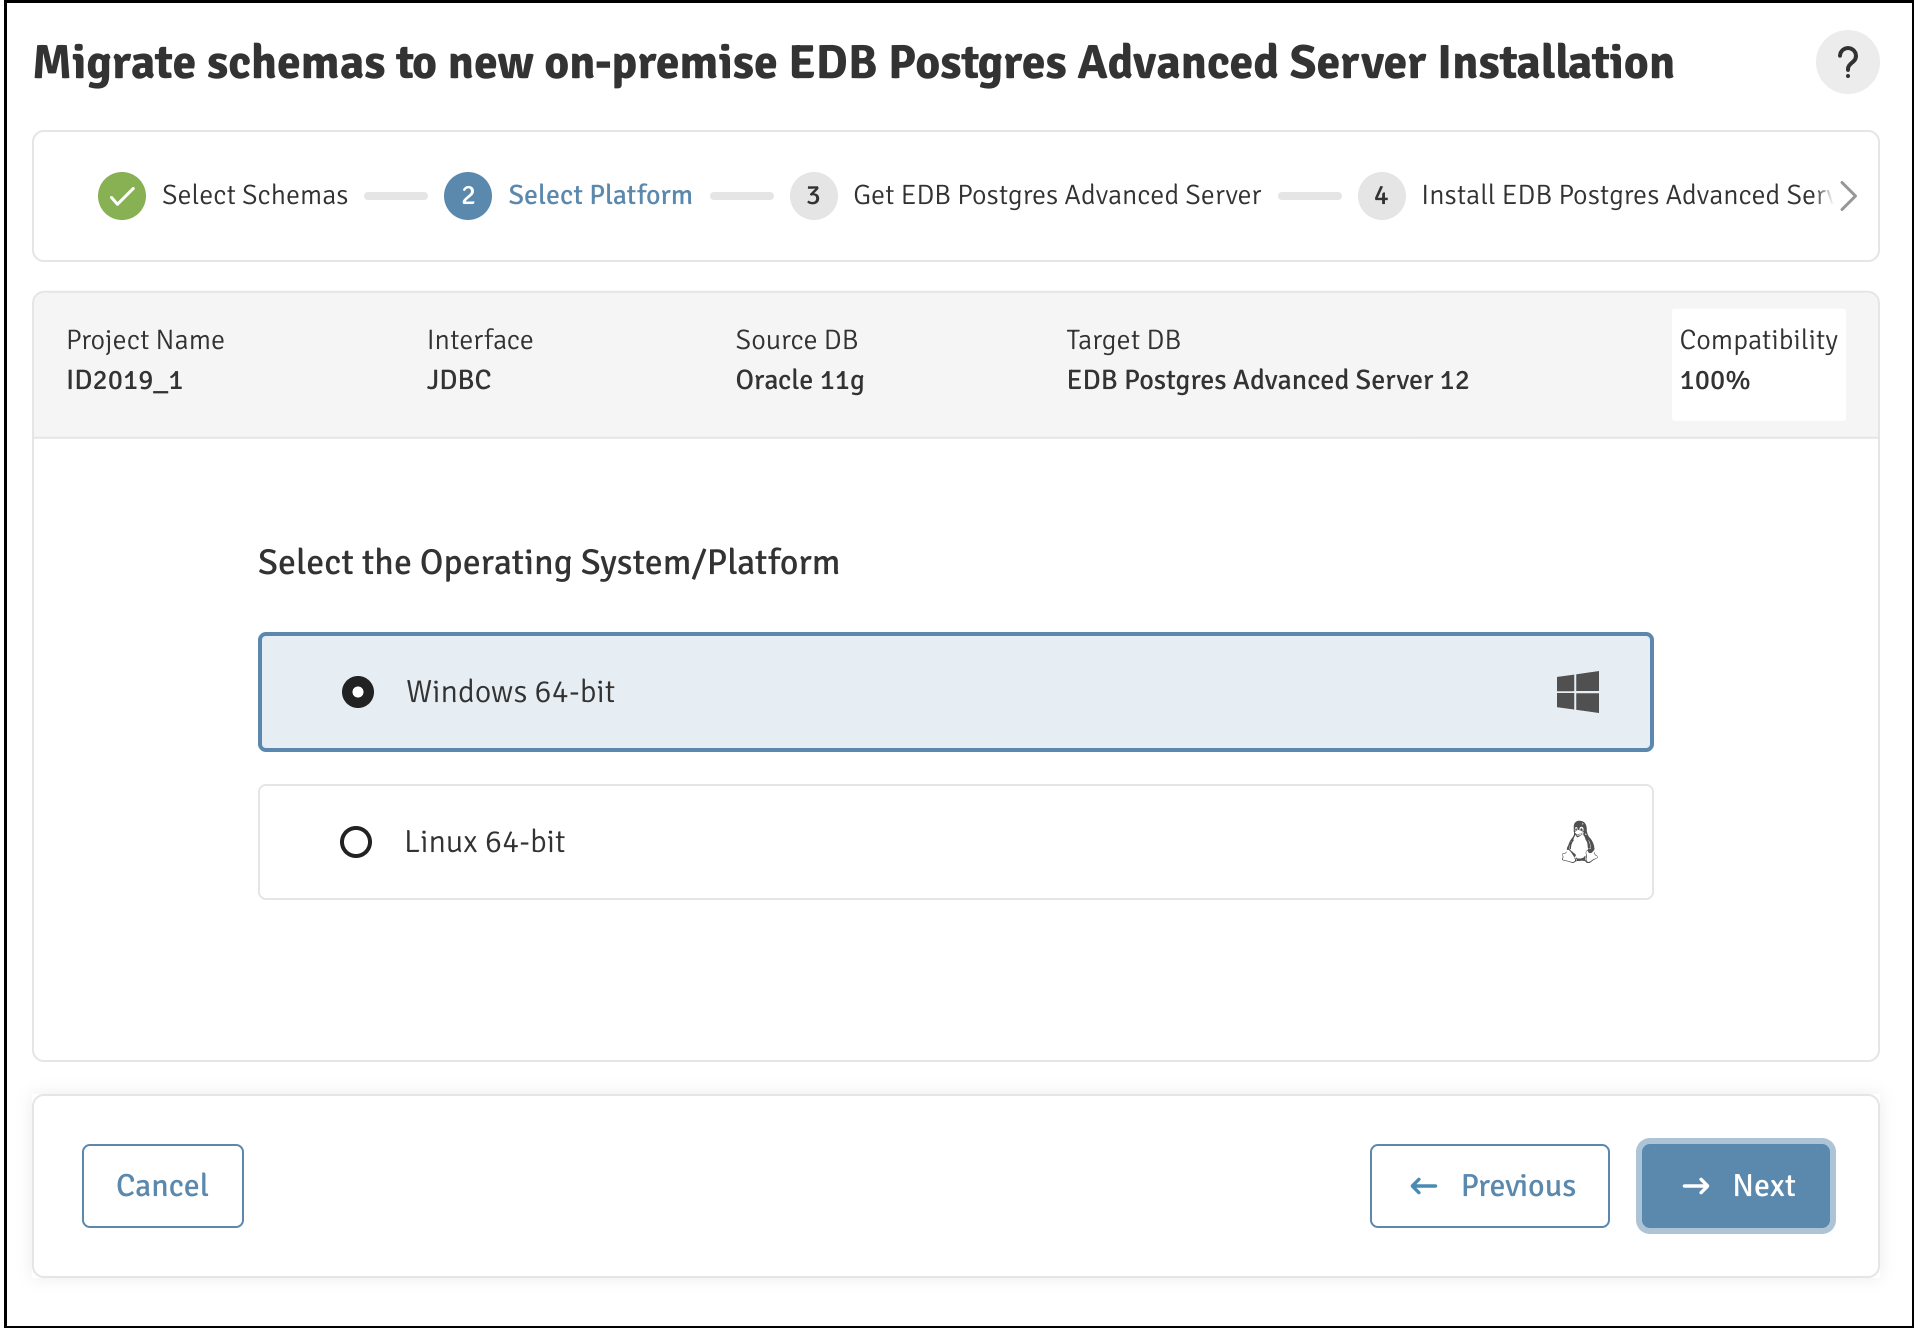 Migrate schemas to new on-premise EDB Postgres Advanced Server Installation
?
Select Schemas
2 Select Platform
3 Get EDB Postgres Advanced Server
4 Install EDB Postgres Advanced Serv
Project Name
ID2019_1
Interface
JDBC
Source DB
Oracle 11g
Target DB
EDB Postgres Advanced Server 12
Compatibility
100%
Select the Operating System/Platform
Windows 64-bit
Linux 64-bit
Cancel
← Previous
→ Next